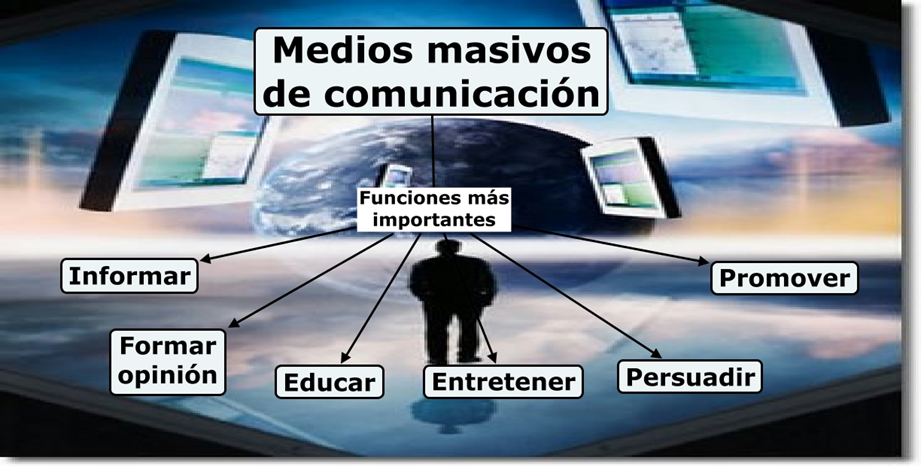 Medios masivos
de comunicación
Funciones más
importantes
Informar
Promover
Formar
opinión
Educar
Entretener
Persuadir